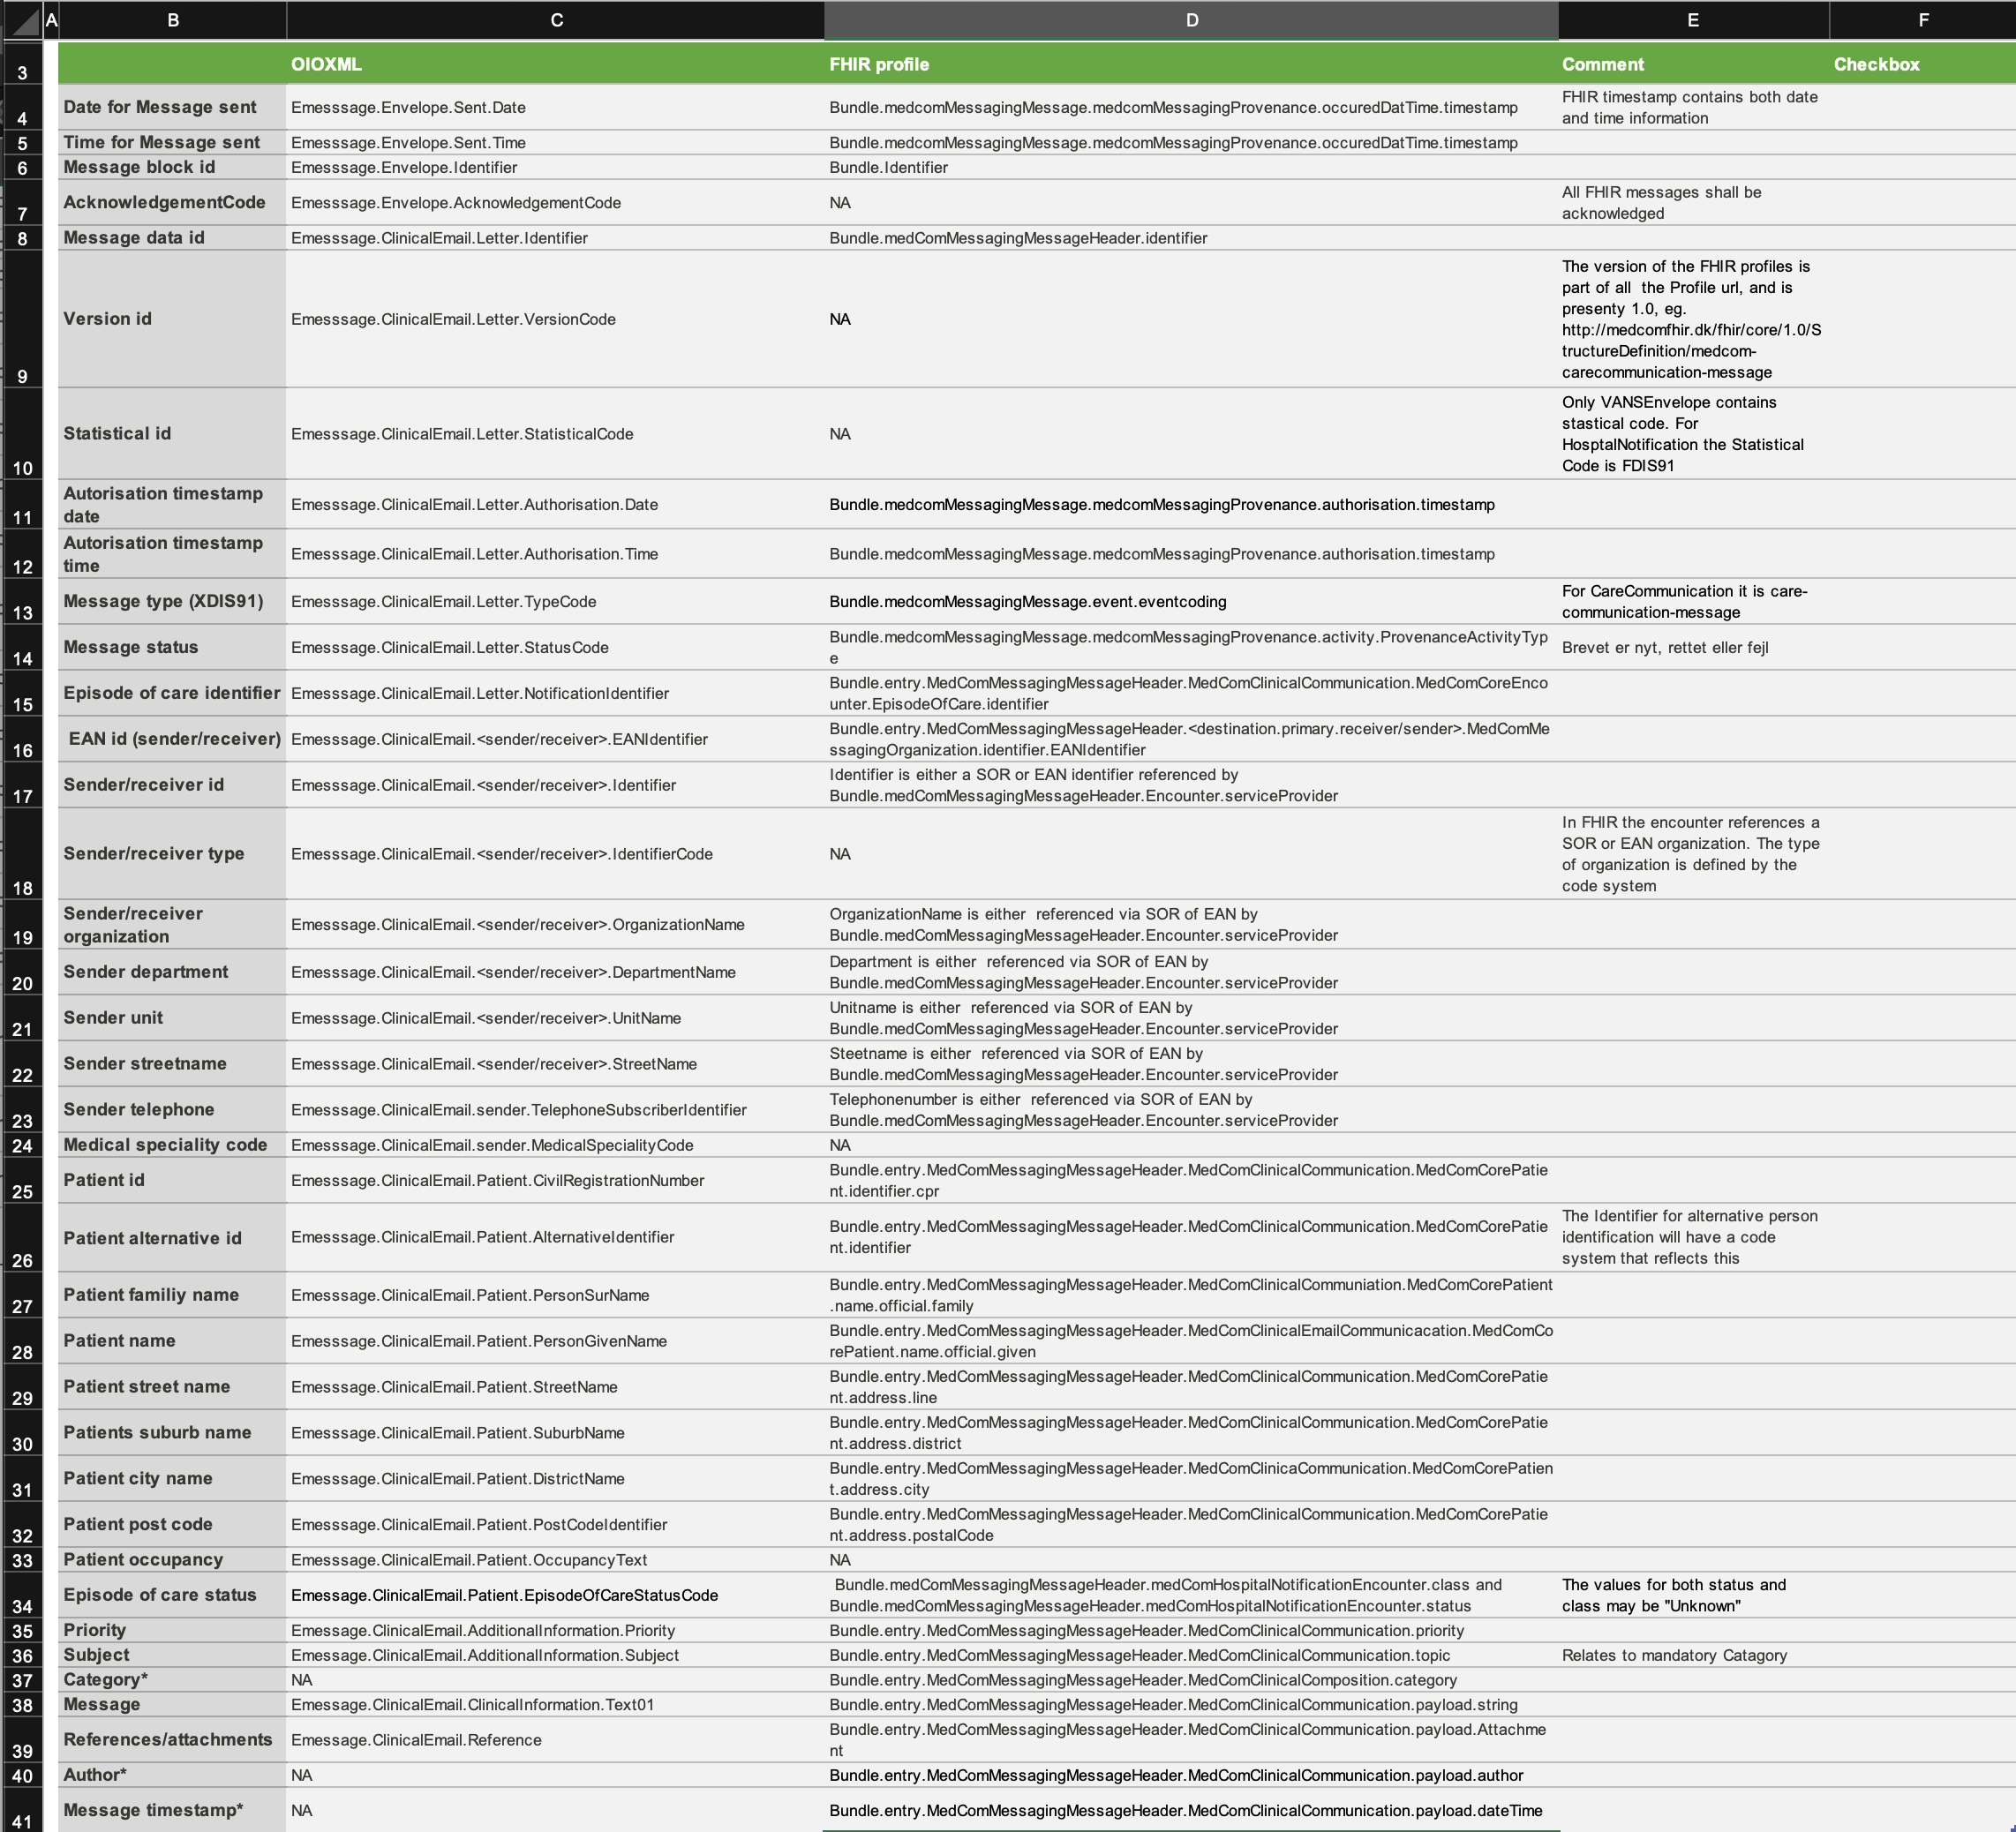 A B C D E F
3 OIOXML FHIR profile Comment Checkbox
4 Date for Message sent Emesssage.Envelope.Sent.Date Bundle.medcomMessagingMessage.medcomMessagingProvenance.occuredDatTime.timestamp FHIR timestamp contains both date
and time information
5 Time for Message sent Emesssage.Envelope.Sent.Time Bundle.medcomMessagingMessage.medcomMessagingProvenance.occuredDatTime.timestamp
6 Message block id Emesssage.Envelope.Identifier Bundle.Identifier
7 AcknowledgementCode Emesssage.Envelope.AcknowledgementCode NA All FHIR messages shall be
acknowledged
8 Message data id Emesssage.ClinicalEmail.Letter.Identifier Bundle.medComMessagingMessageHeader.identifier
9 Version id Emesssage.ClinicalEmail.Letter.VersionCode NA The version of the FHIR profiles is
part of all  the Profile url, and is
presenty 1.0, eg.
http://medcomfhir.dk/fhir/core/1.0/S
tructureDefinition/medcom-
carecommunication-message
10 Statistical id Emesssage.ClinicalEmail.Letter.StatisticalCode NA Only VANSEnvelope contains
stastical code. For
HosptalNotification the Statistical
Code is FDIS91
11 Autorisation timestamp
date Emesssage.ClinicalEmail.Letter.Authorisation.Date Bundle.medcomMessagingMessage.medcomMessagingProvenance.authorisation.timestamp
12 Autorisation timestamp
time Emesssage.ClinicalEmail.Letter.Authorisation.Time Bundle.medcomMessagingMessage.medcomMessagingProvenance.authorisation.timestamp
13 Message type (XDIS91) Emesssage.ClinicalEmail.Letter.TypeCode Bundle.medcomMessagingMessage.event.eventcoding For CareCommunication it is care-
communication-message
14 Message status Emesssage.ClinicalEmail.Letter.StatusCode Bundle.medcomMessagingMessage.medcomMessagingProvenance.activity.ProvenanceActivityTyp
e Brevet er nyt, rettet eller fejl
15 Episode of care identifier Emesssage.ClinicalEmail.Letter.NotificationIdentifier Bundle.entry.MedComMessagingMessageHeader.MedComClinicalCommunication.MedComCoreEnco
unter.EpisodeOfCare.identifier
16 EAN id (sender/receiver) Emesssage.ClinicalEmail.<sender/receiver>.EANIdentifier Bundle.entry.MedComMessagingMessageHeader.<destination.primary.receiver/sender>.MedComMe
ssagingOrganization.identifier.EANIdentifier
17 Sender/receiver id Emesssage.ClinicalEmail.<sender/receiver>.Identifier Identifier is either a SOR or EAN identifier referenced by
Bundle.medComMessagingMessageHeader.Encounter.serviceProvider
18 Sender/receiver type Emesssage.ClinicalEmail.<sender/receiver>.IdentifierCode NA In FHIR the encounter references a
SOR or EAN organization. The type
of organization is defined by the
code system
19 Sender/receiver
organization Emesssage.ClinicalEmail.<sender/receiver>.OrganizationName OrganizationName is either  referenced via SOR of EAN by
Bundle.medComMessagingMessageHeader.Encounter.serviceProvider
20 Sender department Emesssage.ClinicalEmail.<sender/receiver>.DepartmentName Department is either  referenced via SOR of EAN by
Bundle.medComMessagingMessageHeader.Encounter.serviceProvider
21 Sender unit Emesssage.ClinicalEmail.<sender/receiver>.UnitName Unitname is either  referenced via SOR of EAN by
Bundle.medComMessagingMessageHeader.Encounter.serviceProvider
22 Sender streetname Emesssage.ClinicalEmail.<sender/receiver>.StreetName Steetname is either  referenced via SOR of EAN by
Bundle.medComMessagingMessageHeader.Encounter.serviceProvider
23 Sender telephone Emesssage.ClinicalEmail.sender.TelephoneSubscriberIdentifier Telephonenumber is either  referenced via SOR of EAN by
Bundle.medComMessagingMessageHeader.Encounter.serviceProvider
24 Medical speciality code Emesssage.ClinicalEmail.sender.MedicalSpecialityCode NA
25 Patient id Emesssage.ClinicalEmail.Patient.CivilRegistrationNumber Bundle.entry.MedComMessagingMessageHeader.MedComClinicalCommunication.MedComCorePatie
nt.identifier.cpr
26 Patient alternative id Emesssage.ClinicalEmail.Patient.AlternativeIdentifier Bundle.entry.MedComMessagingMessageHeader.MedComClinicalCommunication.MedComCorePatie
nt.identifier The Identifier for alternative person
identification will have a code
system that reflects this
27 Patient familiy name Emesssage.ClinicalEmail.Patient.PersonSurName Bundle.entry.MedComMessagingMessageHeader.MedComClinicalCommuniation.MedComCorePatient
.name.official.family
28 Patient name Emesssage.ClinicalEmail.Patient.PersonGivenName Bundle.entry.MedComMessagingMessageHeader.MedComClinicalEmailCommunicacation.MedComCo
rePatient.name.official.given
29 Patient street name Emesssage.ClinicalEmail.Patient.StreetName Bundle.entry.MedComMessagingMessageHeader.MedComClinicalCommunication.MedComCorePatie
nt.address.line
30 Patients suburb name Emesssage.ClinicalEmail.Patient.SuburbName Bundle.entry.MedComMessagingMessageHeader.MedComClinicalCommunication.MedComCorePatie
nt.address.district
31 Patient city name Emesssage.ClinicalEmail.Patient.DistrictName Bundle.entry.MedComMessagingMessageHeader.MedComClinicaCommunication.MedComCorePatien
t.address.city
32 Patient post code Emesssage.ClinicalEmail.Patient.PostCodeIdentifier Bundle.entry.MedComMessagingMessageHeader.MedComClinicalCommunication.MedComCorePatie
nt.address.postalCode
33 Patient occupancy Emesssage.ClinicalEmail.Patient.OccupancyText NA
34 Episode of care status Emessage.ClinicalEmail.Patient.EpisodeOfCareStatusCode Bundle.medComMessagingMessageHeader.medComHospitalNotificationEncounter.class and
Bundle.medComMessagingMessageHeader.medComHospitalNotificationEncounter.status The values for both status and
class may be "Unknown"
35 Priority Emessage.ClinicalEmail.AdditionalInformation.Priority Bundle.entry.MedComMessagingMessageHeader.MedComClinicalCommunication.priority
36 Subject Emessage.ClinicalEmail.AdditionalInformation.Subject Bundle.entry.MedComMessagingMessageHeader.MedComClinicalCommunication.topic Relates to mandatory Catagory
37 Category* NA Bundle.entry.MedComMessagingMessageHeader.MedComClinicalComposition.category
38 Message Emessage.ClinicalEmail.ClinicalInformation.Text01 Bundle.entry.MedComMessagingMessageHeader.MedComClinicalCommunication.payload.string
39 References/attachments Emessage.ClinicalEmail.Reference Bundle.entry.MedComMessagingMessageHeader.MedComClinicalCommunication.payload.Attachme
nt
40 Author* NA Bundle.entry.MedComMessagingMessageHeader.MedComClinicalCommunication.payload.author
41 Message timestamp* NA Bundle.entry.MedComMessagingMessageHeader.MedComClinicalCommunication.payload.dateTime